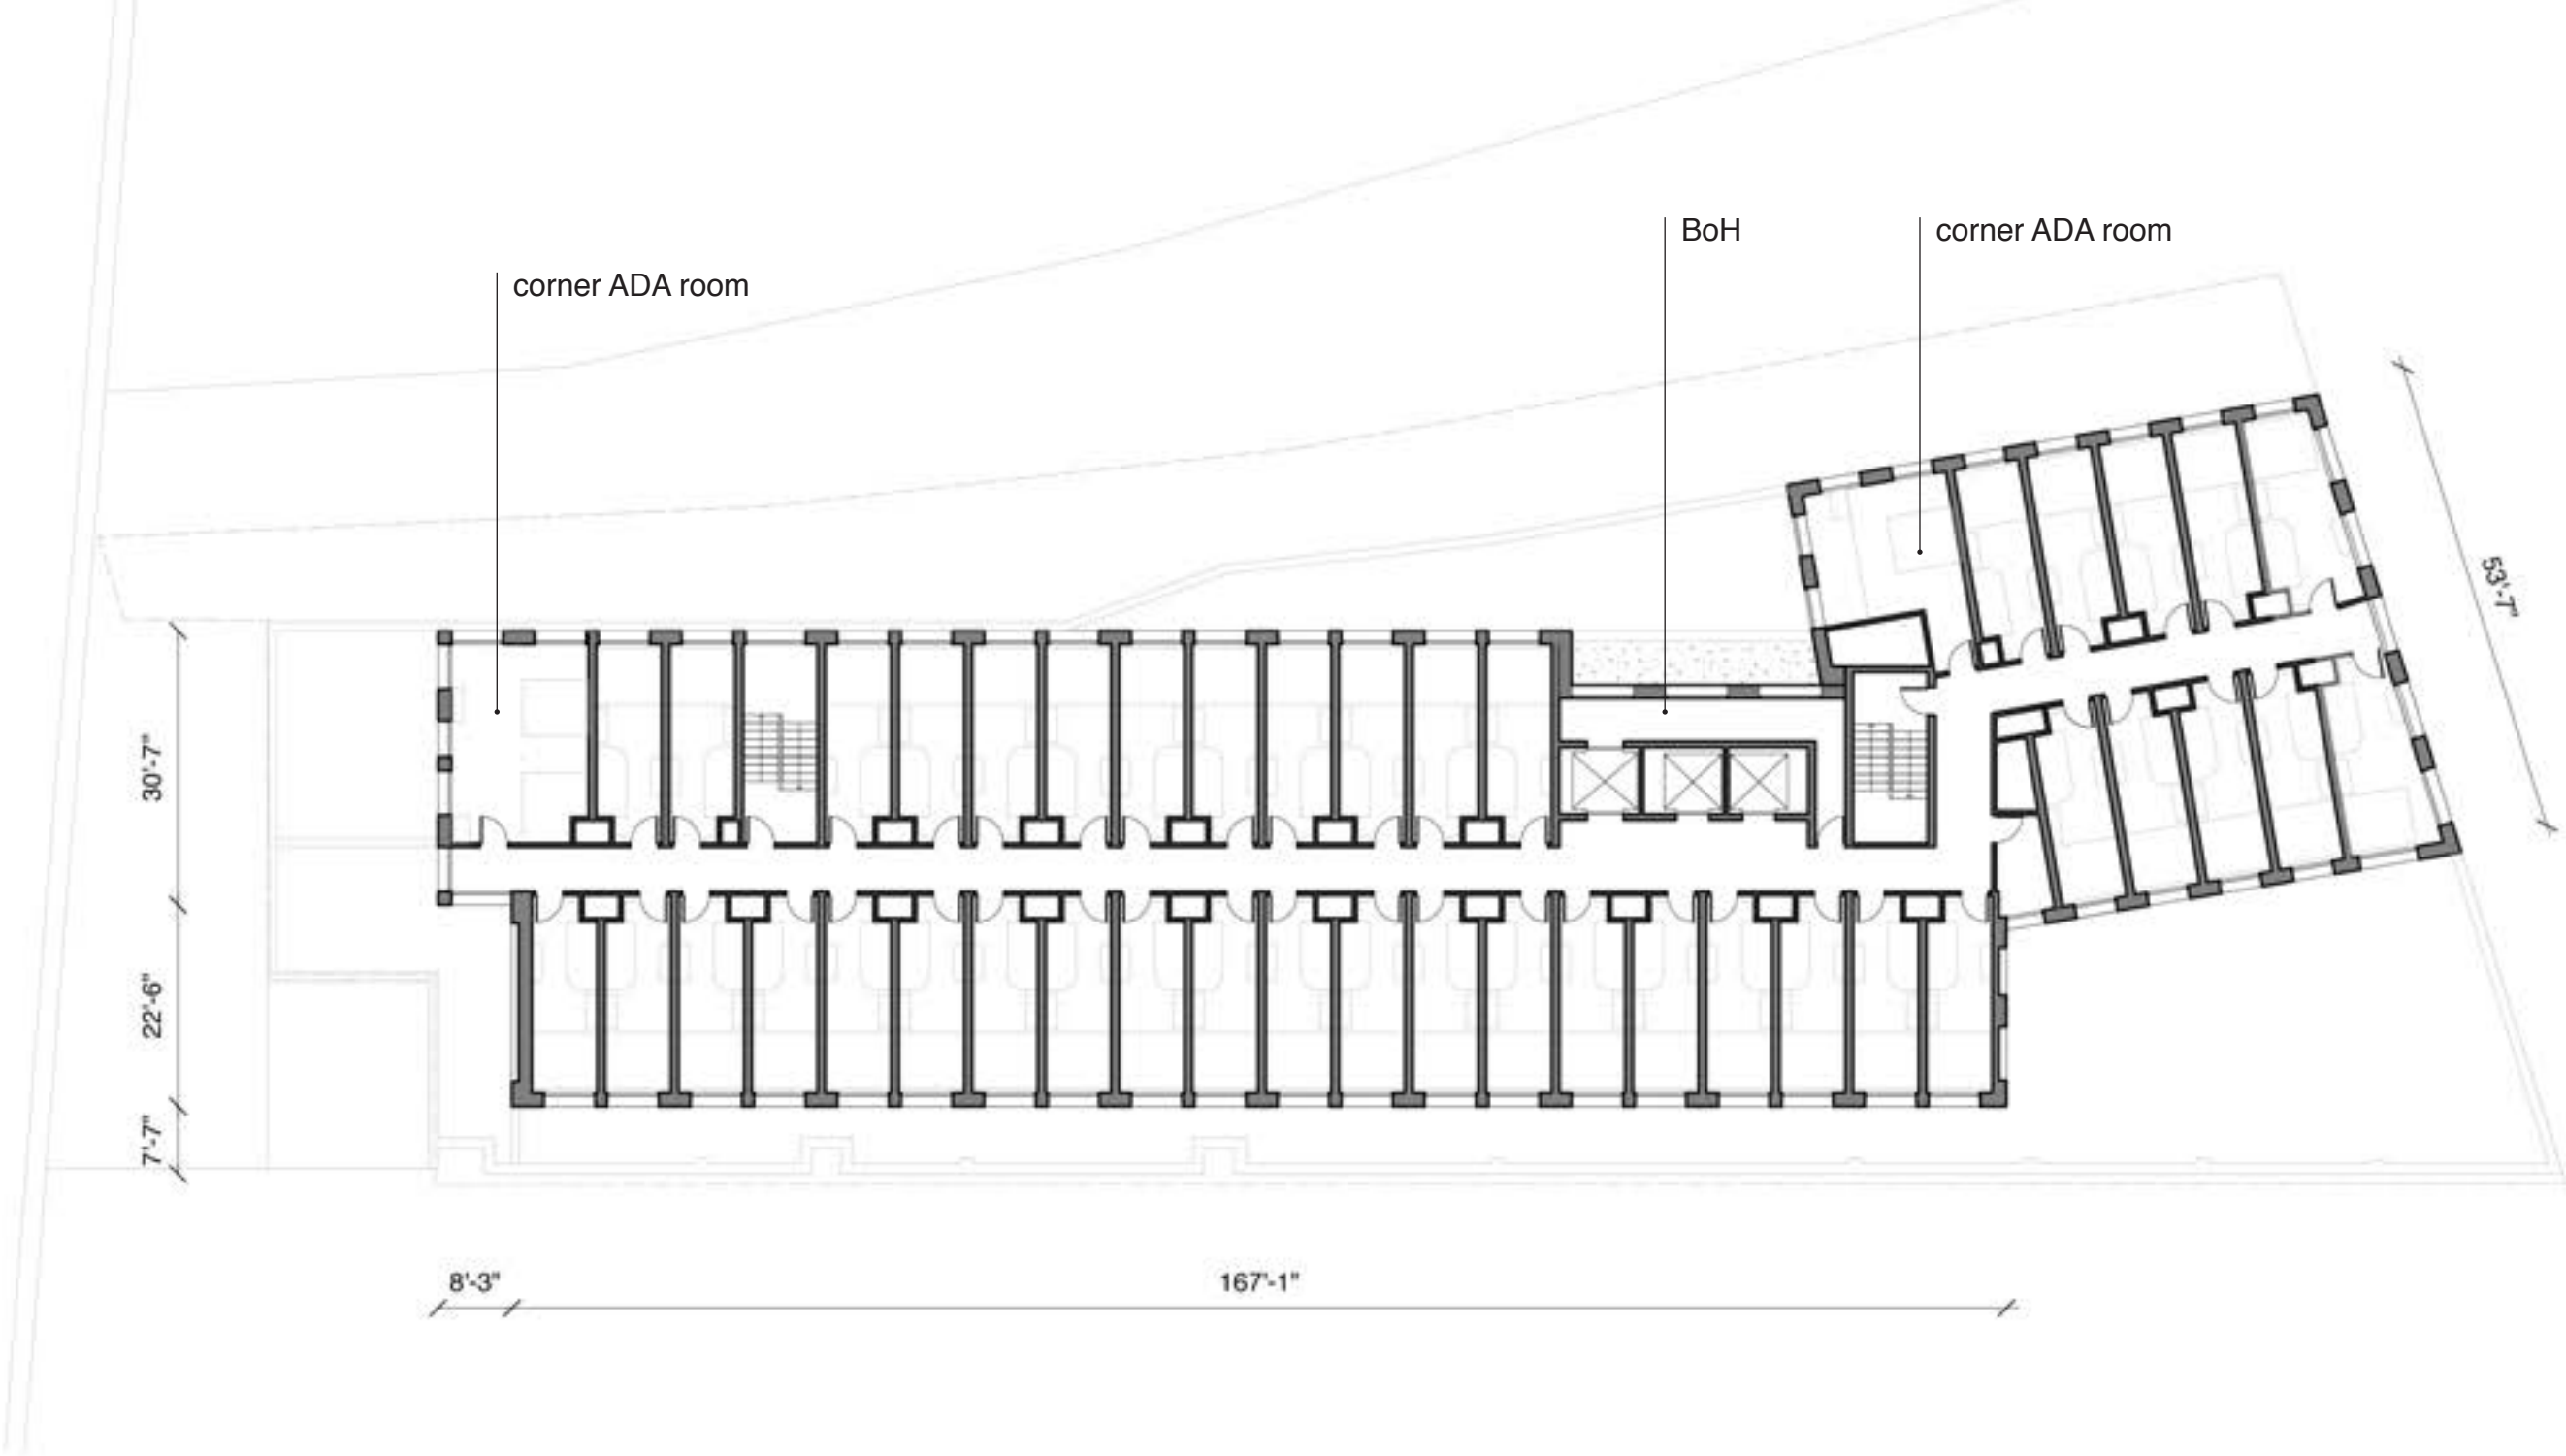 BoH
corner ADA room
corner ADA room
53'-7"
30'-7"
22'-6"
7'-7"
8'-3"
167'-1"